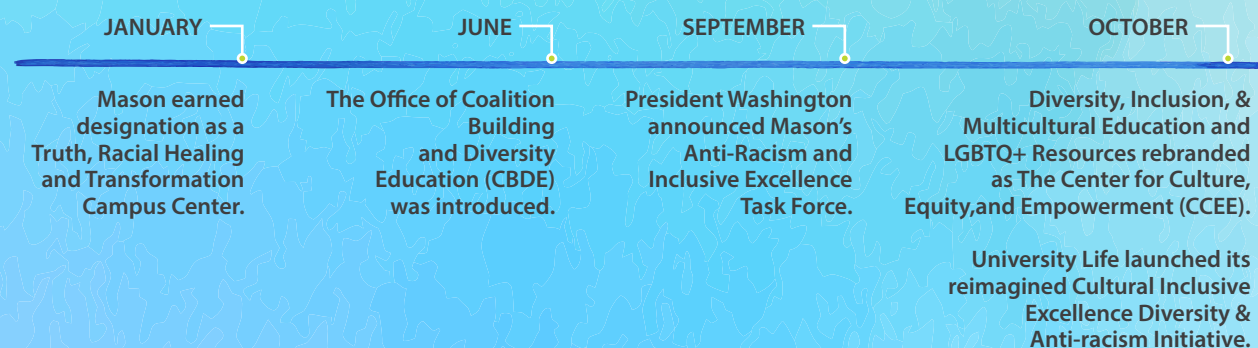 JANUARY
Mason earned
designation as a
Truth, Racial Healing
and Transformation
Campus Center.
JUNE
The Office of Coalition
Building
and Diversity
Education (CBDE)
was introduced.
SEPTEMBER
President Washington
announced Mason’s
Anti-Racism and
Inclusive Excellence
Task Force.
OCTOBER
Diversity, Inclusion, &
Multicultural Education and
LGBTQ+ Resources rebranded
as The Center for Culture,
Equity,and Empowerment (CCEE).
University Life launched its
reimagined Cultural Inclusive
Excellence Diversity &
Anti-racism Initiative.